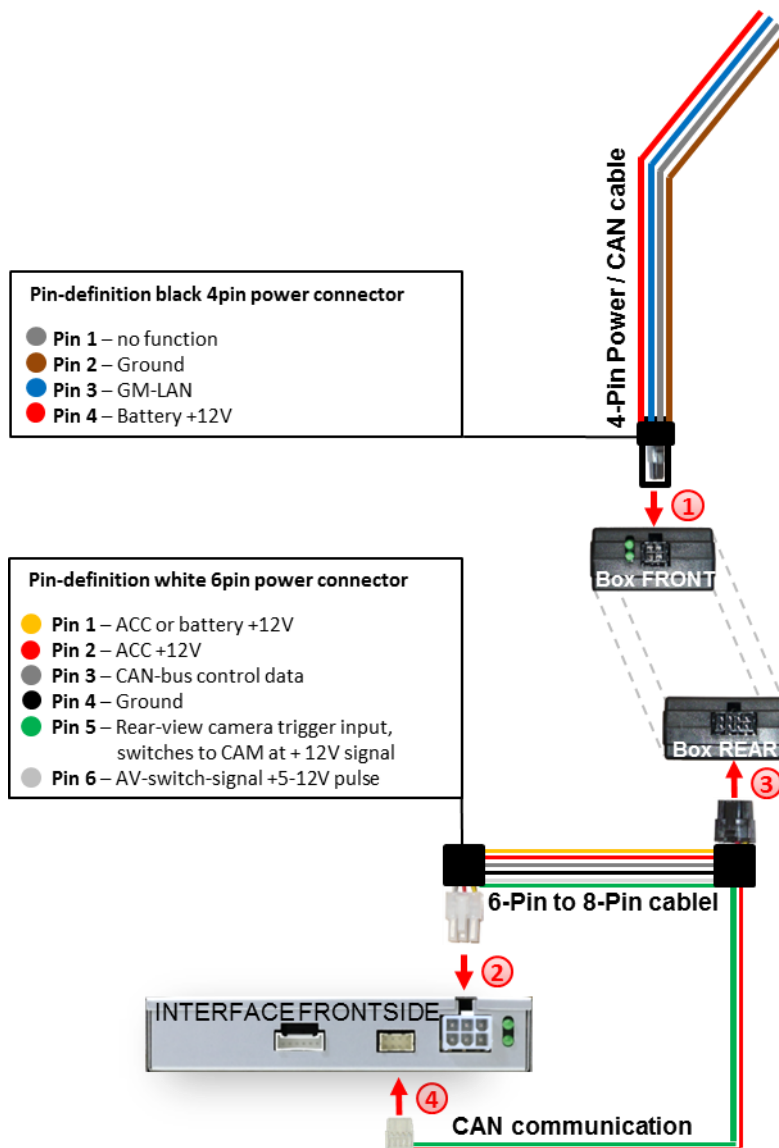 4-Pin Power / CAN cable
Pin-definition black 4pin power connector
Pin 1 – no function
Pin 2 – Ground
Pin 3 – GM-LAN
Pin 4 – Battery +12V
1
Box FRONT
Pin-definition white 6pin power connector
Pin 1 – ACC or battery +12V
Pin 2 – ACC +12V
Pin 3 – CAN-bus control data
Pin 4 – Ground
Pin 5 – Rear-view camera trigger input,
switches to CAM at + 12V signal
Pin 6 – AV-switch-signal +5-12V pulse
Box REAR
3
6-Pin to 8-Pin cablel
2
INTERFACE FRONTSIDE
4
CAN communication